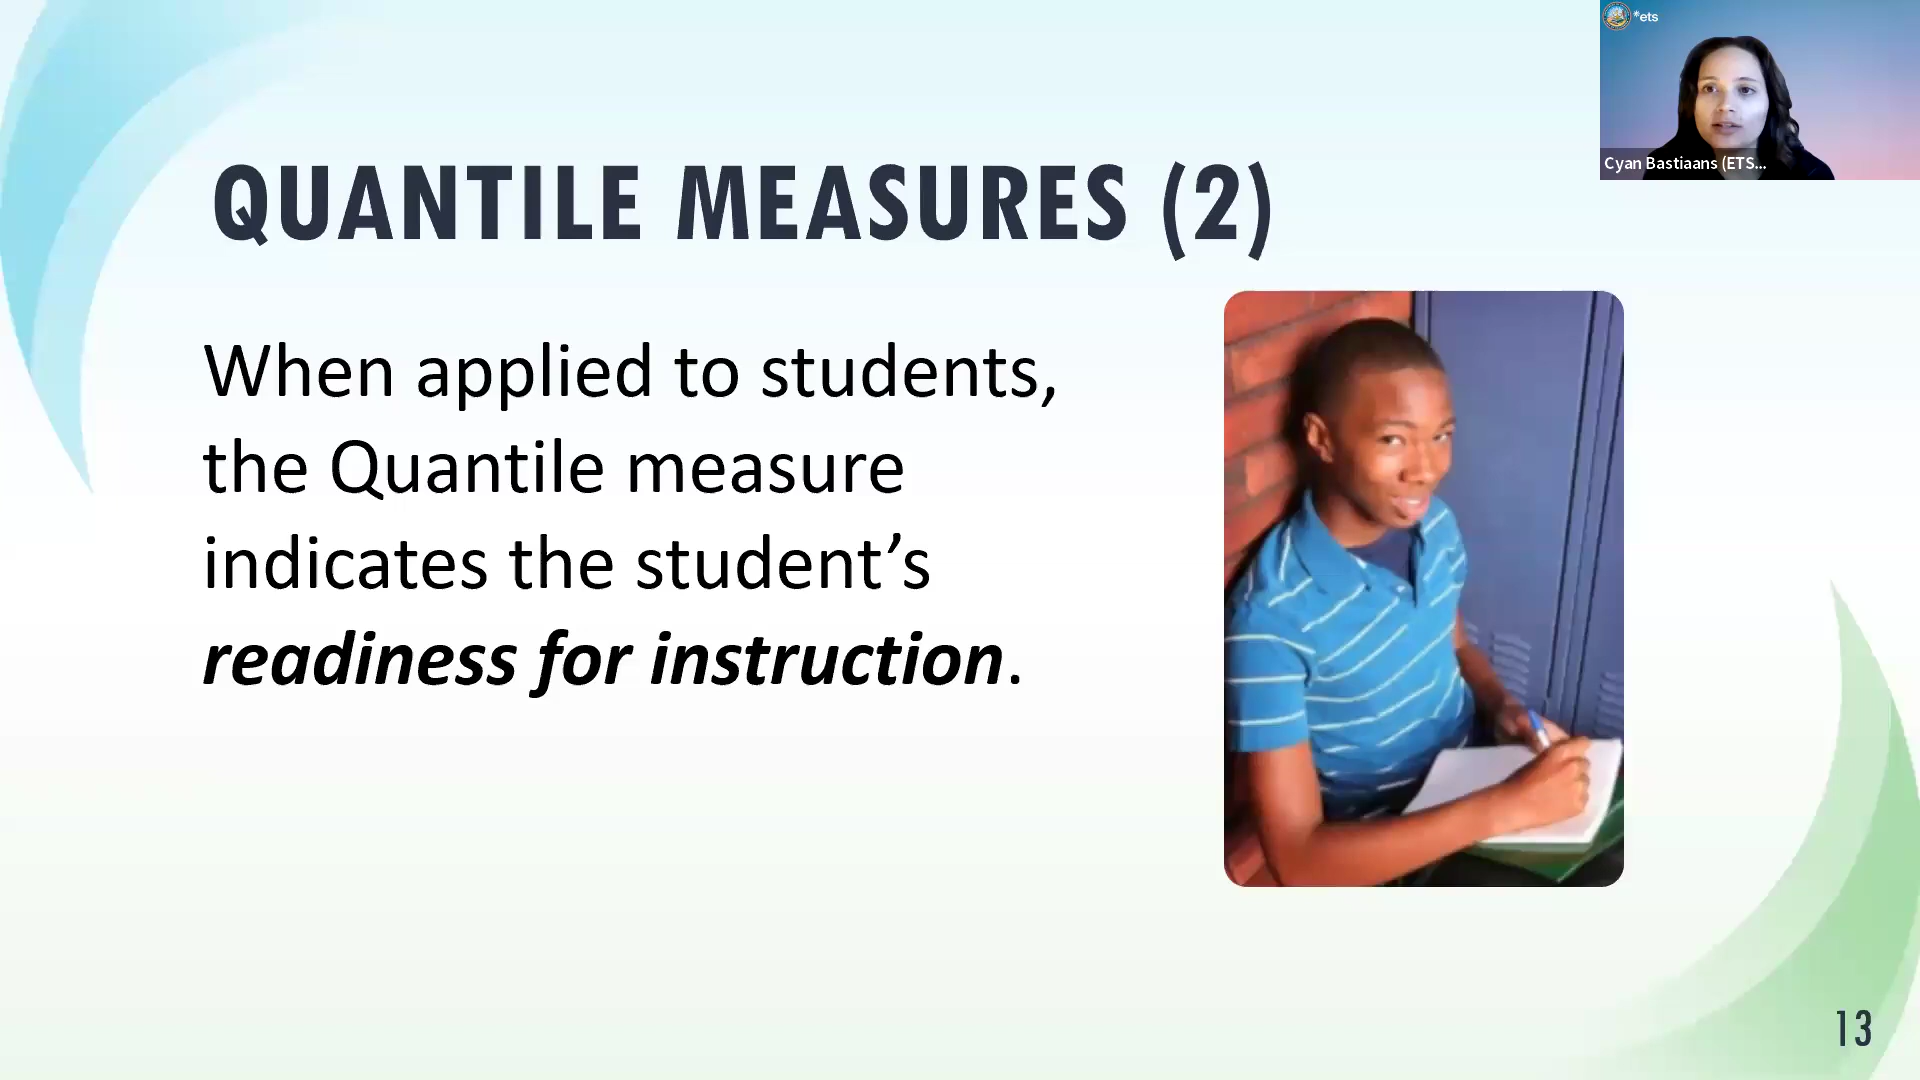 *ets
Cyan Bastiaans (ETS...
QUANTILE MEASURES (2)
When applied to students,
the Quantile measure
indicates the student’s
readiness for instruction.
13